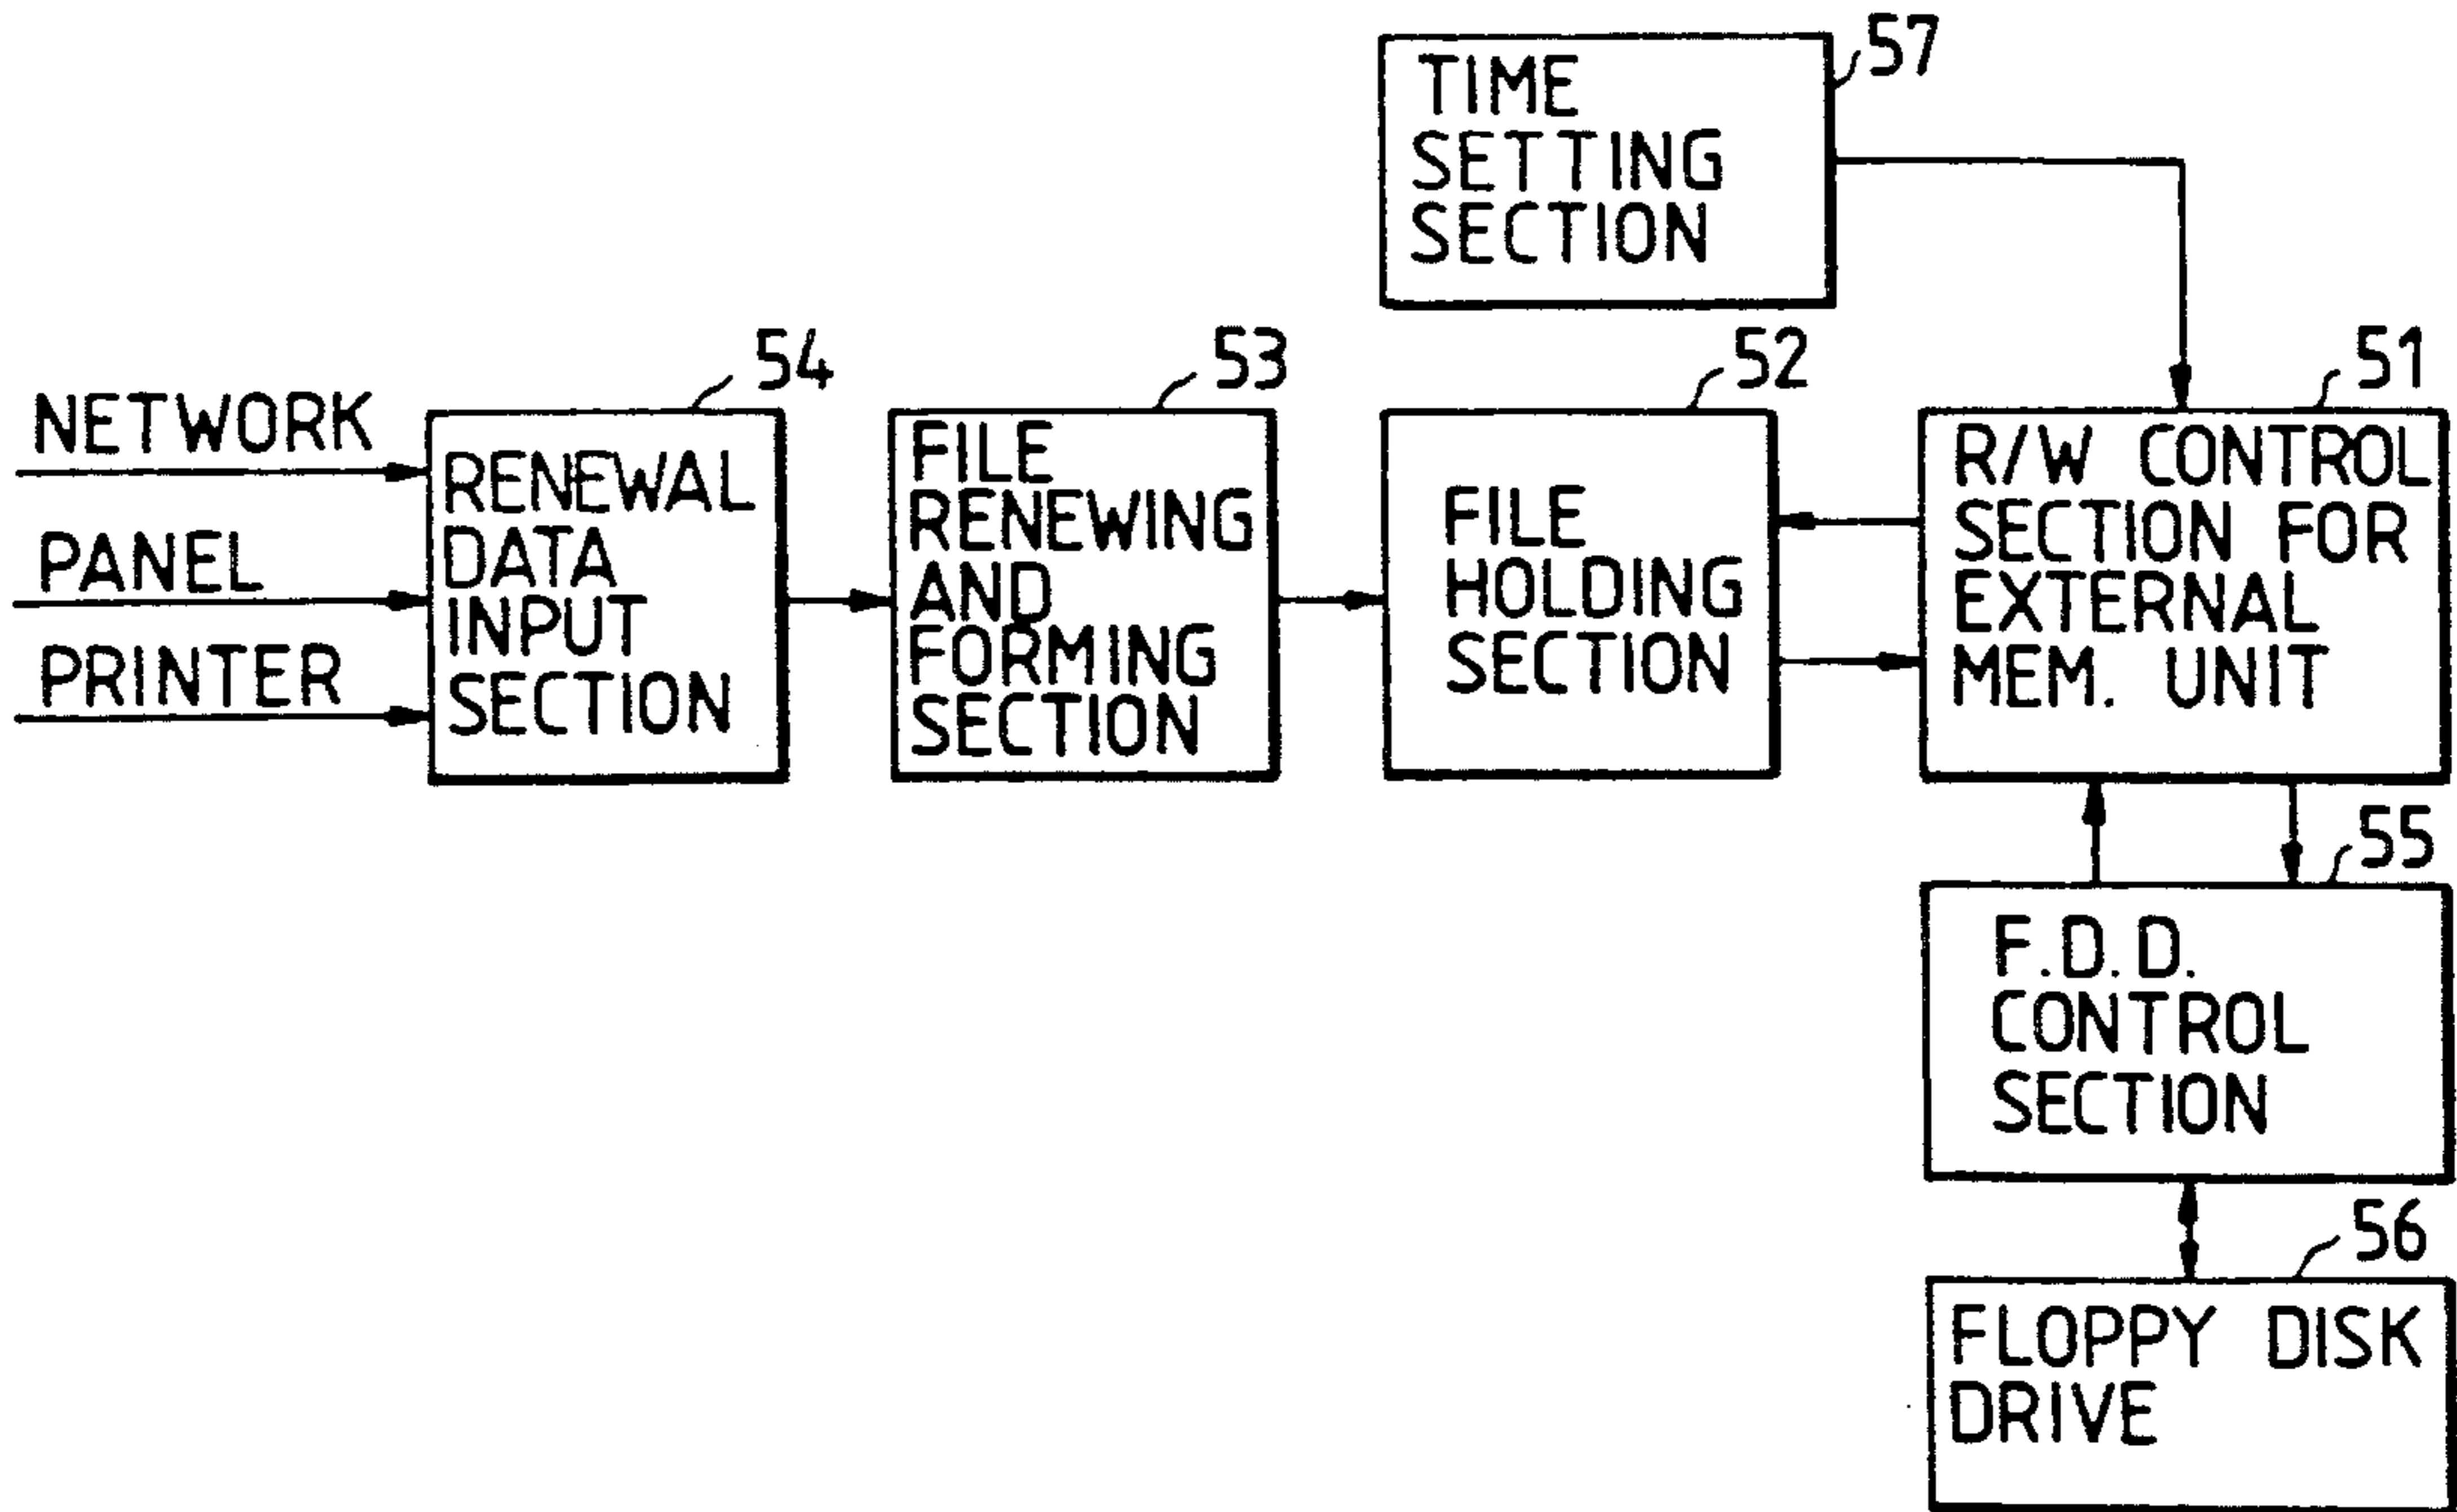 57
TIME
SETTING
SECTION
54
53
52
51
NETWORK
PANEL
PRINTER
RENEWAL
DATA
INPUT
SECTION
FILE
RENEWING
AND
FORMING
SECTION
FILE
HOLDING
SECTION
R/W CONTROL
SECTION FOR
EXTERNAL
MEM. UNIT
55
F.D.D.
CONTROL
SECTION
56
FLOPPY DISK
DRIVE